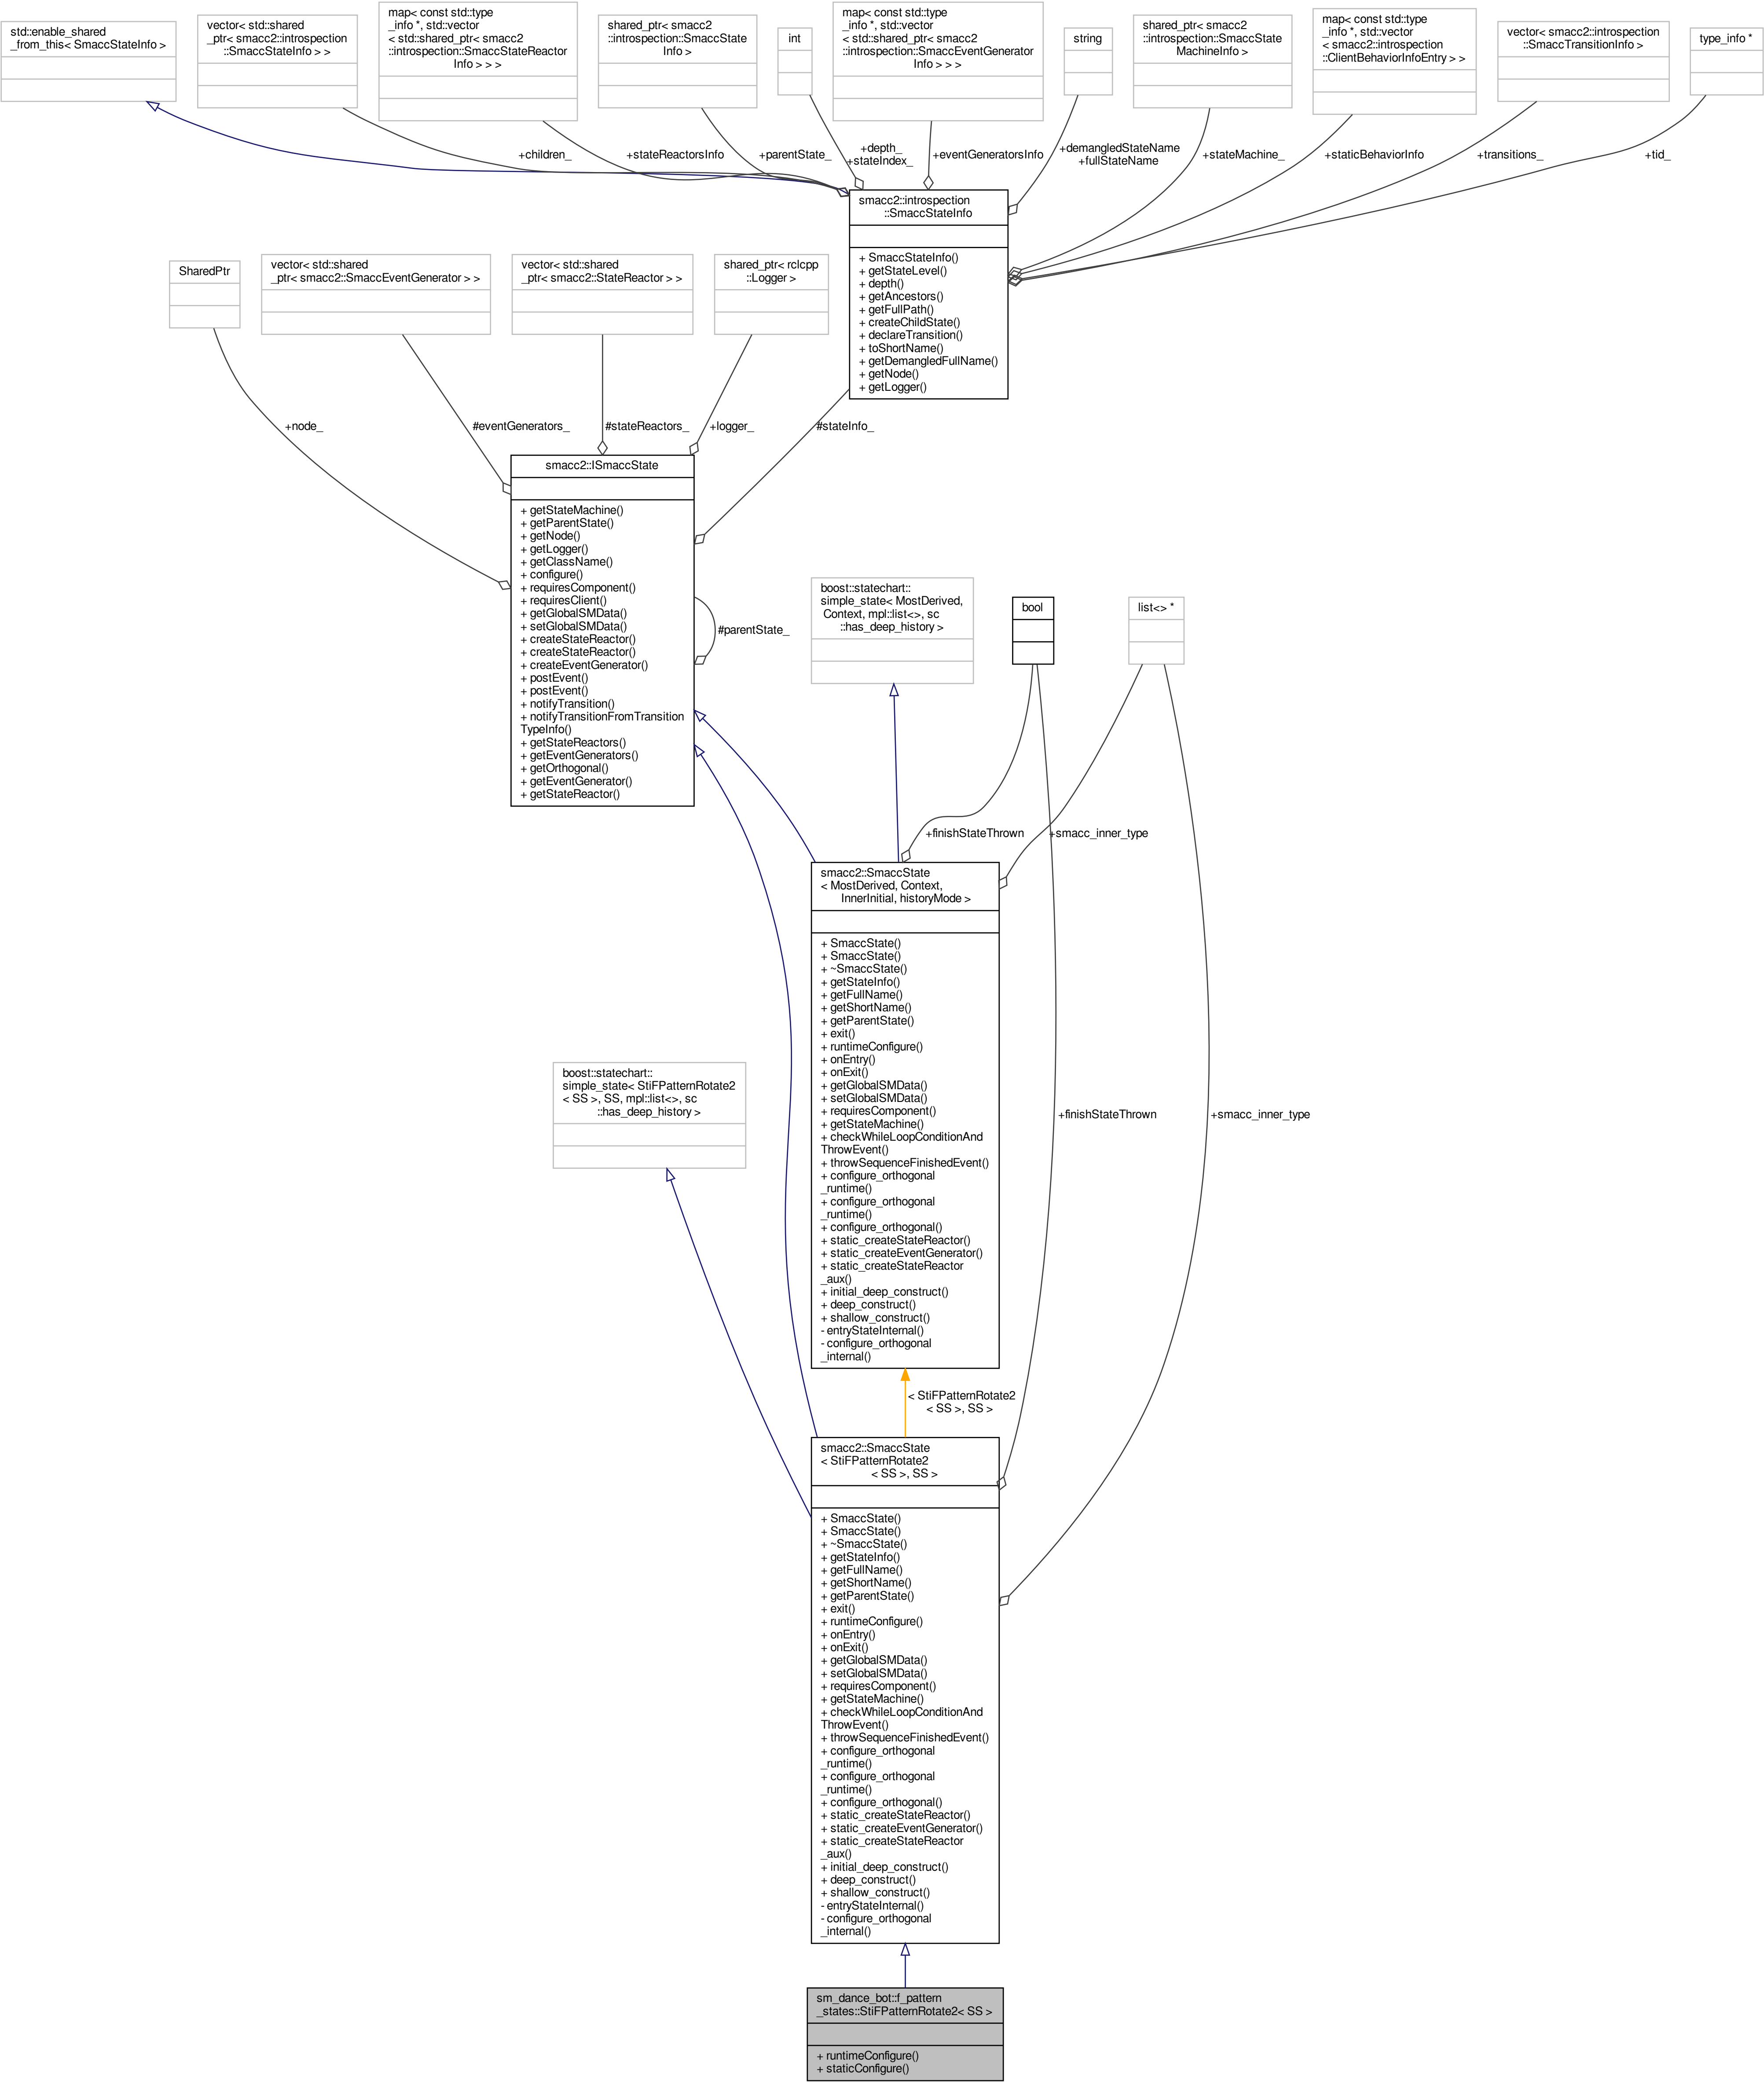 std::enable_shared
_from_this< SmaccStateInfo >
vector< std::shared
_ptr< smacc2::introspection
::SmaccStateInfo > >
map< const std::type
_info *, std::vector
< std::shared_ptr< smacc2
::introspection::SmaccStateReactor
Info > > >
shared_ptr< smacc2
::introspection::SmaccState
Info >
int
map< const std::type
_info *, std::vector
< std::shared_ptr< smacc2
::introspection::SmaccEventGenerator
Info > > >
string
shared_ptr< smacc2
::introspection::SmaccState
MachineInfo >
map< const std::type
_info *, std::vector
< smacc2::introspection
::ClientBehaviorInfoEntry > >
vector< smacc2::introspection
::SmaccTransitionInfo >
type_info *
+children_
+stateReactorsInfo
+parentState_
+depth_
+stateIndex_
+eventGeneratorsInfo
+demangledStateName
+fullStateName
+stateMachine_
+staticBehaviorInfo
+transitions_
+tid_
smacc2::introspection
::SmaccStateInfo
+ SmaccStateInfo()
+ getStateLevel()
+ depth()
+ getAncestors()
+ getFullPath()
+ createChildState()
+ declareTransition()
+ toShortName()
+ getDemangledFullName()
+ getNode()
+ getLogger()
SharedPtr
vector< std::shared
_ptr< smacc2::SmaccEventGenerator > >
vector< std::shared
_ptr< smacc2::StateReactor > >
shared_ptr< rclcpp
::Logger >
+node_
#eventGenerators_
#stateReactors_
+logger_
#stateInfo_
smacc2::ISmaccState
+ getStateMachine()
+ getParentState()
+ getNode()
+ getLogger()
+ getClassName()
+ configure()
+ requiresComponent()
+ requiresClient()
+ getGlobalSMData()
+ setGlobalSMData()
+ createStateReactor()
+ createStateReactor()
+ createEventGenerator()
+ postEvent()
+ postEvent()
+ notifyTransition()
+ notifyTransitionFromTransition
TypeInfo()
+ getStateReactors()
+ getEventGenerators()
+ getOrthogonal()
+ getEventGenerator()
+ getStateReactor()
#parentState_
boost::statechart::
simple_state< MostDerived,
Context, mpl::list<>, sc
::has_deep_history >
bool
list<> *
+finishStateThrown
+smacc_inner_type
smacc2::SmaccState
< MostDerived, Context,
InnerInitial, historyMode >
+ SmaccState()
+ SmaccState()
+ ~SmaccState()
+ getStateInfo()
+ getFullName()
+ getShortName()
+ getParentState()
+ exit()
+ runtimeConfigure()
+ onEntry()
+ onExit()
+ getGlobalSMData()
+ setGlobalSMData()
+ requiresComponent()
+ getStateMachine()
+ checkWhileLoopConditionAnd
ThrowEvent()
+ throwSequenceFinishedEvent()
+ configure_orthogonal
_runtime()
+ configure_orthogonal
_runtime()
+ configure_orthogonal()
+ static_createStateReactor()
+ static_createEventGenerator()
+ static_createStateReactor
_aux()
+ initial_deep_construct()
+ deep_construct()
+ shallow_construct()
- entryStateInternal()
- configure_orthogonal
_internal()
boost::statechart::
simple_state< StiFPatternRotate2
< SS >, SS, mpl::list<>, sc
::has_deep_history >
+finishStateThrown
+smacc_inner_type
< StiFPatternRotate2
< SS >, SS >
smacc2::SmaccState
< StiFPatternRotate2
< SS >, SS >
+ SmaccState()
+ SmaccState()
+ ~SmaccState()
+ getStateInfo()
+ getFullName()
+ getShortName()
+ getParentState()
+ exit()
+ runtimeConfigure()
+ onEntry()
+ onExit()
+ getGlobalSMData()
+ setGlobalSMData()
+ requiresComponent()
+ getStateMachine()
+ checkWhileLoopConditionAnd
ThrowEvent()
+ throwSequenceFinishedEvent()
+ configure_orthogonal
_runtime()
+ configure_orthogonal
_runtime()
+ configure_orthogonal()
+ static_createStateReactor()
+ static_createEventGenerator()
+ static_createStateReactor
_aux()
+ initial_deep_construct()
+ deep_construct()
+ shallow_construct()
- entryStateInternal()
- configure_orthogonal
_internal()
sm_dance_bot::f_pattern
_states::StiFPatternRotate2< SS >
+ runtimeConfigure()
+ staticConfigure()